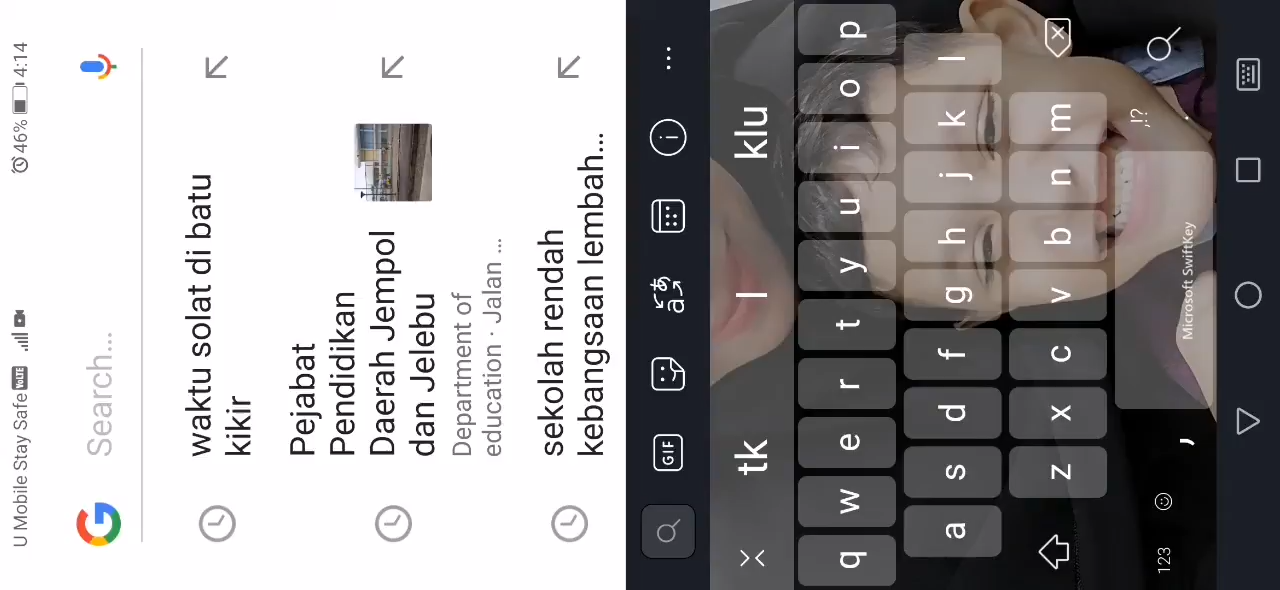 U Mobile Stay Safe VoLTE 46% 4:14
Search...
waktu solat di batu
kikir
Pejabat
Pendidikan
Daerah Jempol
dan Jelebu
Department of
education · Jalan ...
sekolah rendah
kebangsaan lembah...
GIF
tk l klu
q w e r t y u i o p
a s d f g h j k l
z x c v b n m
123 , Microsoft SwiftKey . ,!?